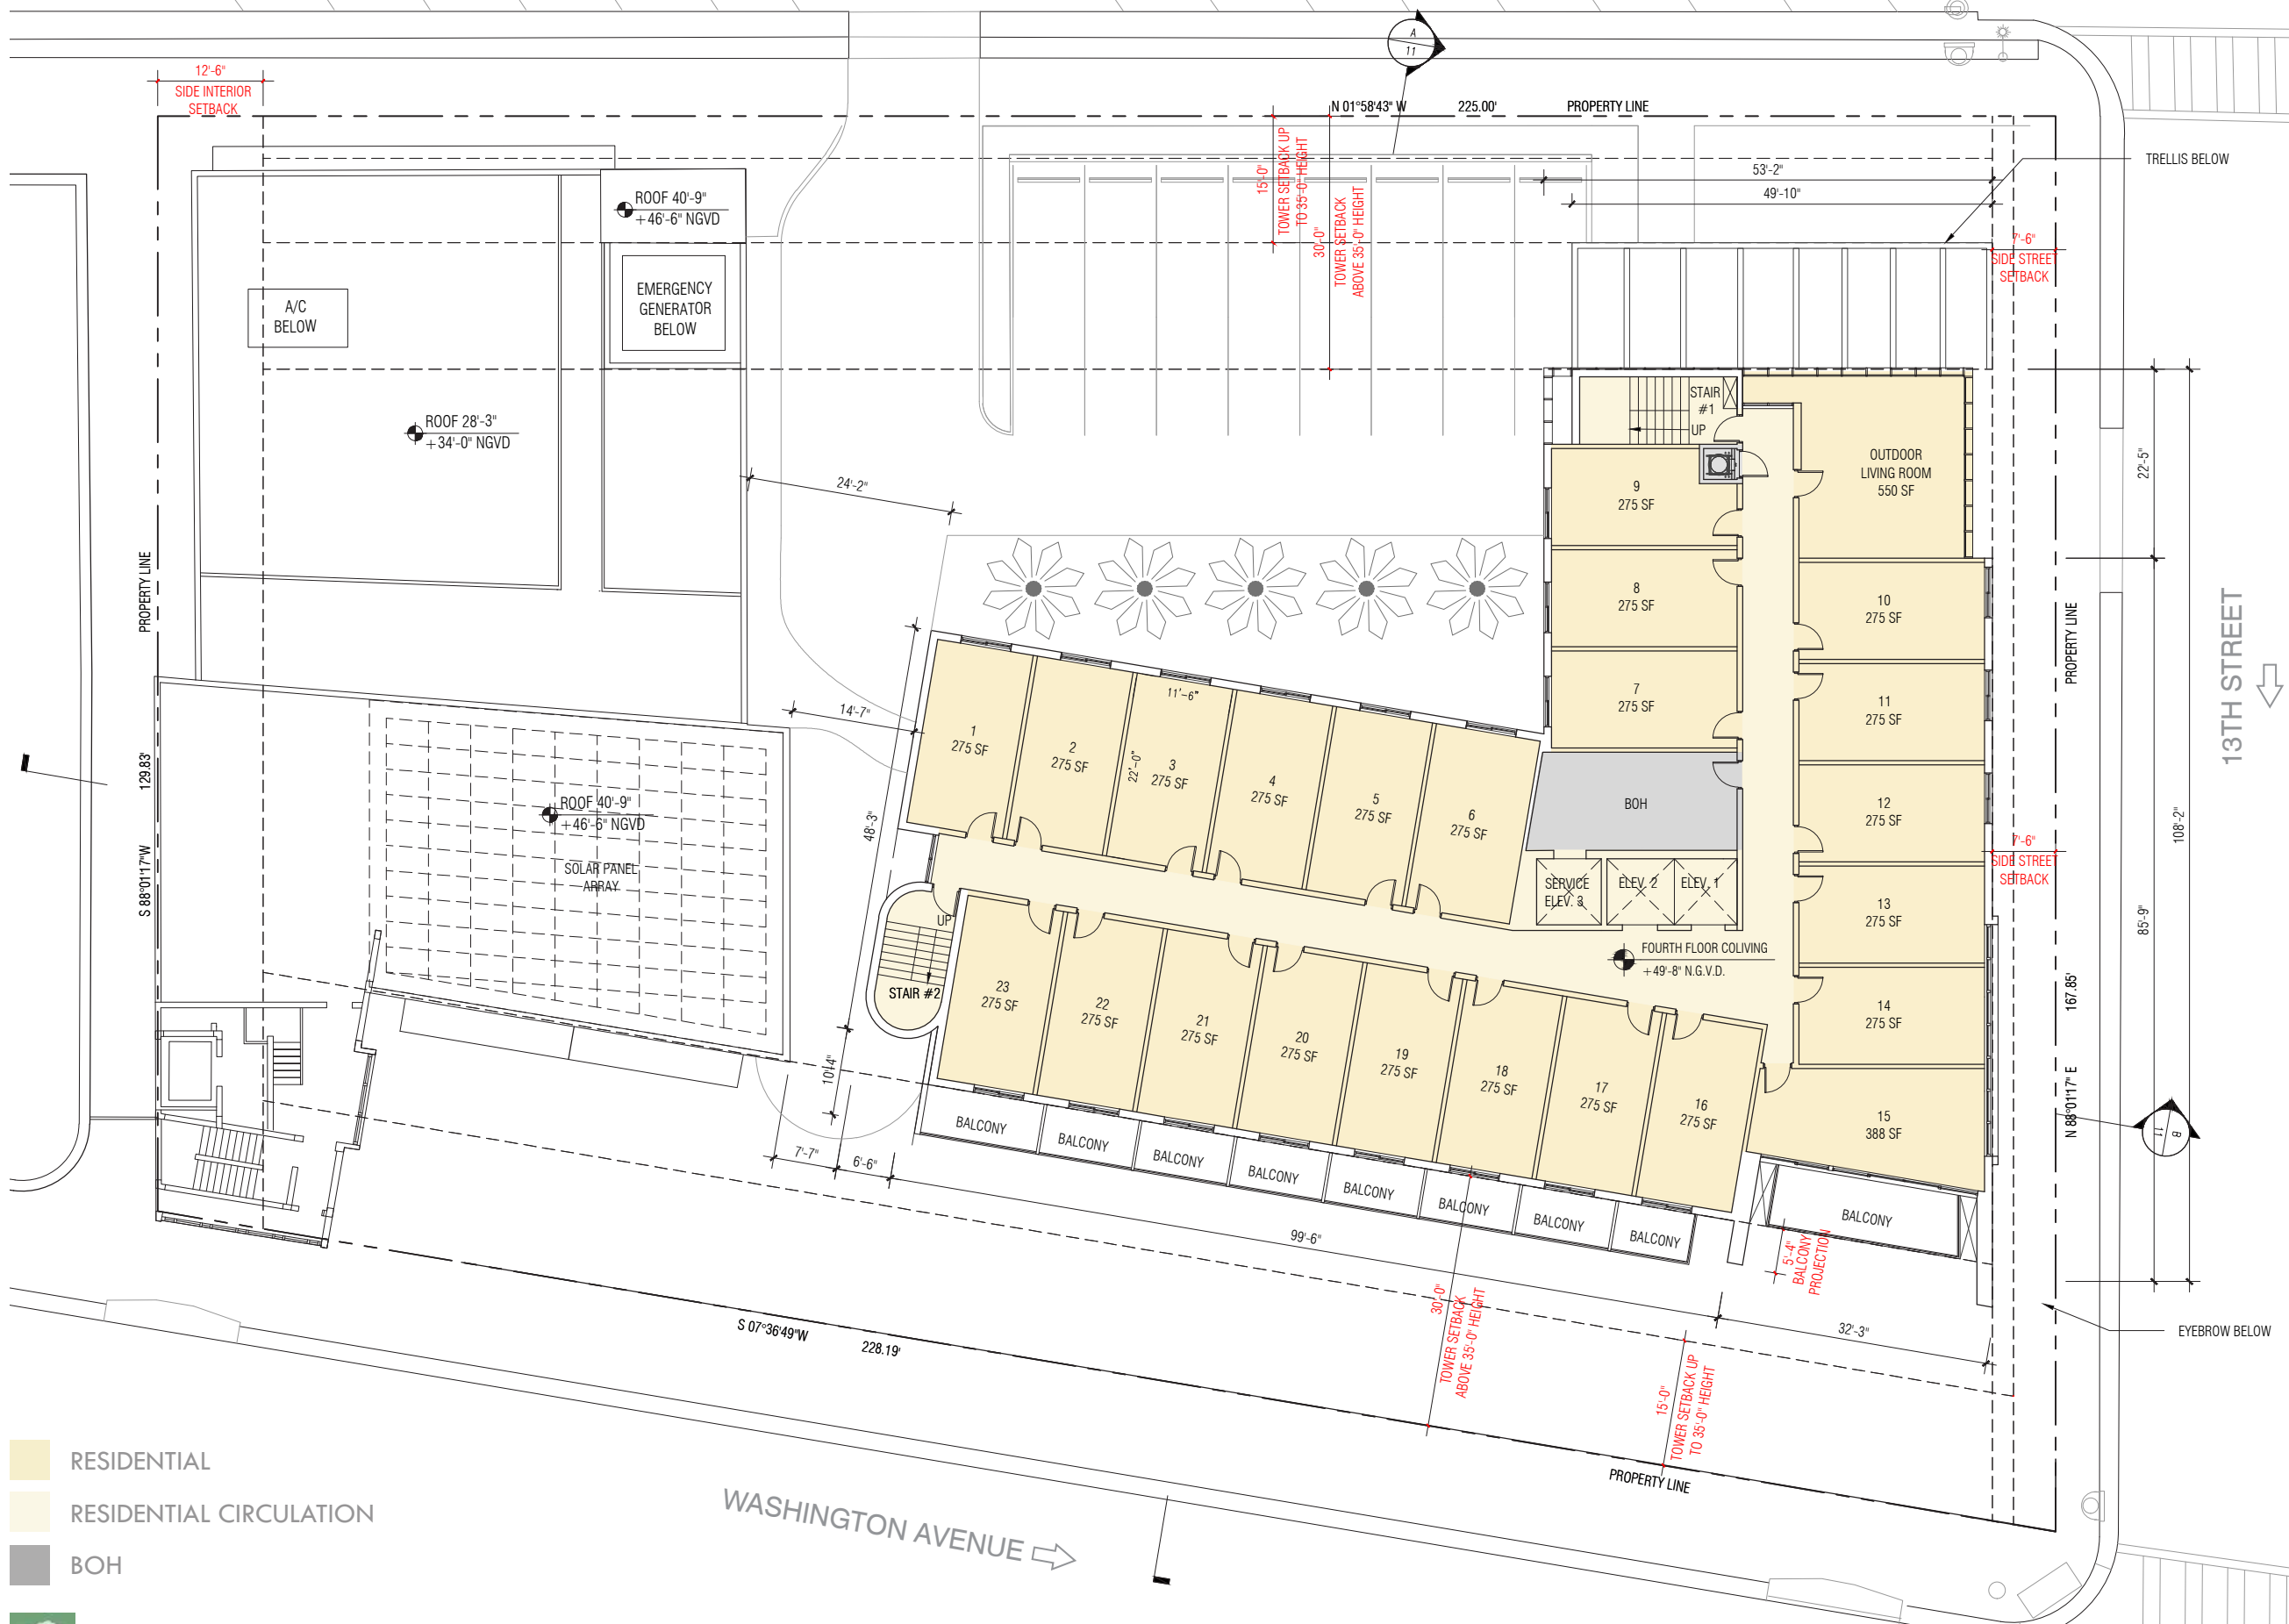 12'-6"
SIDE INTERIOR
SETBACK
A
11
N 01°58'43" W
225.00'
PROPERTY LINE
15'-0"
TOWER SETBACK UP
TO 35'-0" HEIGHT
30'-0"
TOWER SETBACK
ABOVE 35'-0" HEIGHT
53'-2"
49'-10"
TRELLIS BELOW
7'-6"
SIDE STREET
SETBACK
ROOF 40'-9"
+46'-6" NGVD
EMERGENCY
GENERATOR
BELOW
A/C
BELOW
ROOF 28'-3"
+34'-0" NGVD
24'-2"
14'-7"
STAIR
#1
UP
OUTDOOR
LIVING ROOM
550 SF
22'-5"
9
275 SF
8
275 SF
7
275 SF
10
275 SF
11
275 SF
12
275 SF
13
275 SF
14
275 SF
15
388 SF
BOH
SERVICE
ELEV. 3
ELEV. 2
ELEV. 1
FOURTH FLOOR COLIVING
+49'-8" N.G.V.D.
PROPERTY LINE
13TH STREET
108'-2"
85'-9"
7'-6"
SIDE STREET
SETBACK
167.85'
N 88°01'17" E
B
11
PROPERTY LINE
129.83'
S 88°01'17"W
ROOF 40'-9"
+46'-6" NGVD
SOLAR PANEL
ARRAY
1
275 SF
2
275 SF
11'-6"
22'-0"
3
275 SF
4
275 SF
5
275 SF
6
275 SF
48'-3"
UP
STAIR #2
10'-4"
23
275 SF
22
275 SF
21
275 SF
20
275 SF
19
275 SF
18
275 SF
17
275 SF
16
275 SF
BALCONY
BALCONY
BALCONY
BALCONY
BALCONY
BALCONY
BALCONY
BALCONY
BALCONY
7'-7"
6'-6"
99'-6"
32'-3"
5'-4"
BALCONY
PROJECTION
30'-0"
TOWER SETBACK
ABOVE 35'-0" HEIGHT
15'-0"
TOWER SETBACK UP
TO 35'-0" HEIGHT
EYEBROW BELOW
S 07°36'49"W
228.19'
PROPERTY LINE
WASHINGTON AVENUE
RESIDENTIAL
RESIDENTIAL CIRCULATION
BOH